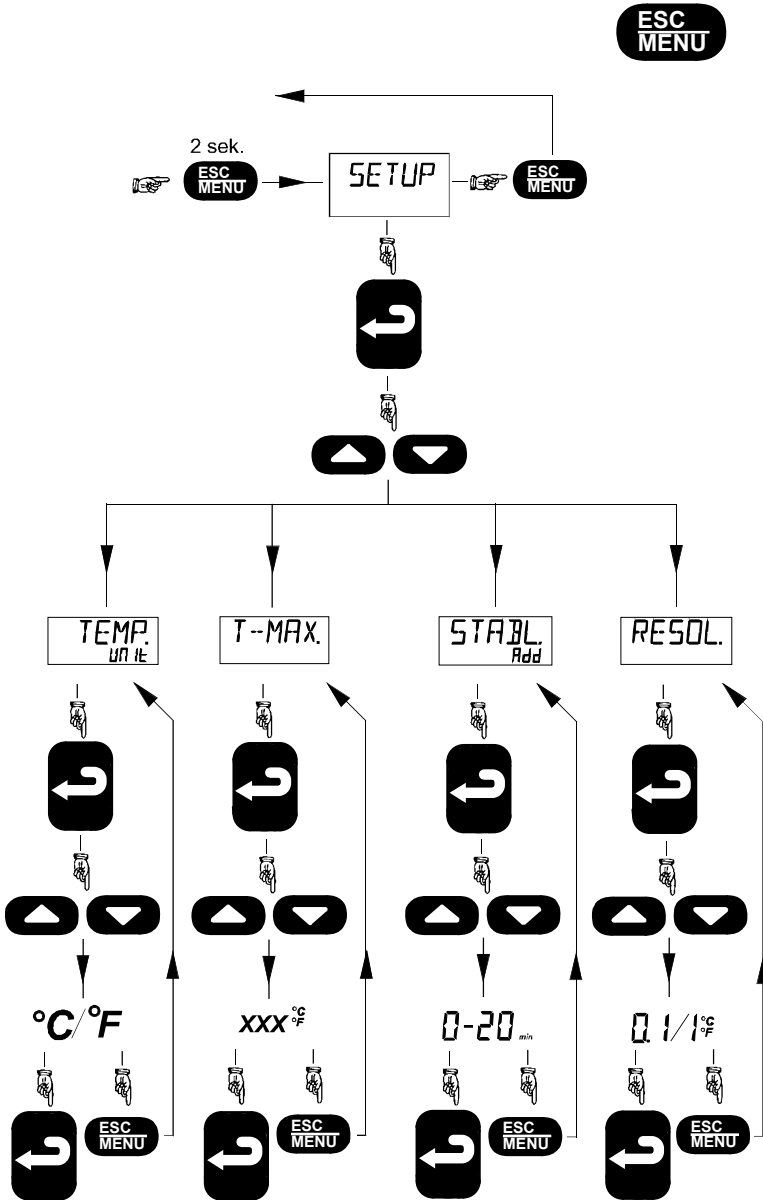 ESC
MENU
2 sek.
ESC
MENU
SETUP
ESC
MENU
TEMP.
UNIt
T--MAX.
STABL.
Add
RESOL.
°C/°F
XXX °C
°F
0-20 min
0.1/1 °C
°F
ESC
MENU
ESC
MENU
ESC
MENU
ESC
MENU